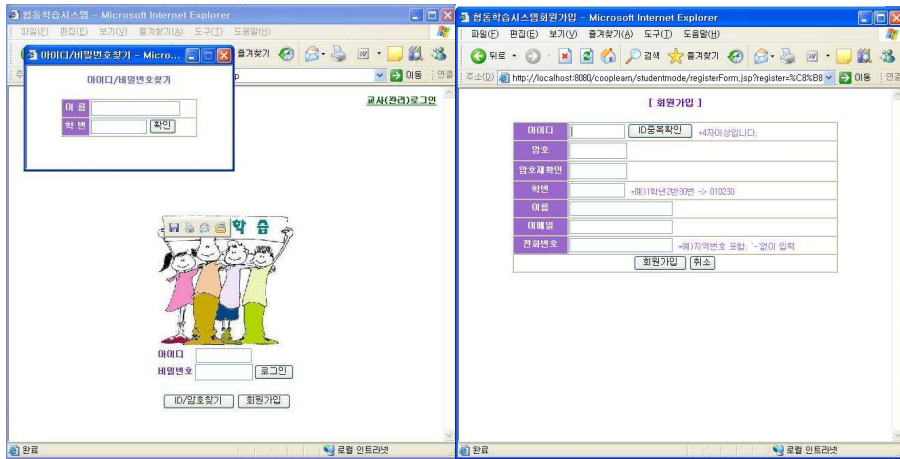 협동학습시스템 - Microsoft Internet Explorer
파일(F) 편집(E) 보기(V) 즐겨찾기(A) 도구(T) 도움말(H)
즐겨찾기
이동 연결
아이디/비밀번호찾기 - Micro...
아이디/비밀번호찾기
이 름
학 번 확인
교사(관리)로그인
학 습
아이디
비밀번호 로그인
ID/암호찾기 회원가입
완료 로컬 인트라넷
협동학습시스템회원가입 - Microsoft Internet Explorer
파일(F) 편집(E) 보기(V) 즐겨찾기(A) 도구(T) 도움말(H)
뒤로 검색 즐겨찾기
주소(D) http://localhost:8080/cooplearn/studentmode/registerForm.jsp?register=%C8%B8 이동 연결
[ 회원가입 ]
아이디 ID중복확인 *4자이상입니다.
암호
암호재확인
학번 *예)1학년2반30번 -> 010230
이름
이메일
전화번호 *예)지역번호 포함, '-'없이 입력
회원가입 취소
완료 로컬 인트라넷